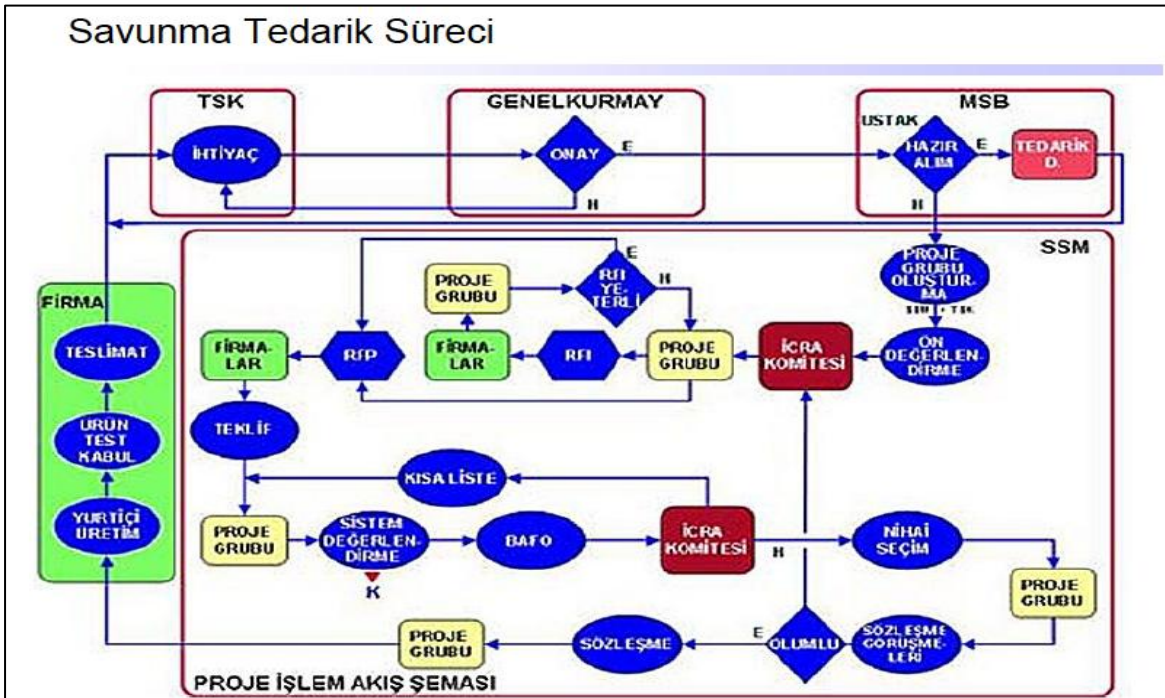 Savunma Tedarik Süreci
TSK
GENELKURMAY
MSB
İHTİYAÇ
ONAY
E
H
USTAK
HAZIR
ALIM
E
H
TEDARİK
D.
SSM
PROJE
GRUBU
OLUŞTUR-
MA
ÖN
DEĞERLEN-
DİRME
İCRA
KOMİTESİ
PROJE
GRUBU
RFI
FİRMA-
LAR
PROJE
GRUBU
RFI
YE-
TERLİ
E
H
RFP
FİRMA-
LAR
TEKLİF
KISA LİSTE
PROJE
GRUBU
SİSTEM
DEĞERLEN-
DİRME
K
BAFO
İCRA
KOMİTESİ
NİHAİ
SEÇİM
PROJE
GRUBU
SÖZLEŞME
GÖRÜŞME-
LERİ
OLUMLU
H
E
SÖZLEŞME
PROJE
GRUBU
FİRMA
TESLİMAT
ÜRÜN
TEST
KABUL
YURTİÇİ
ÜRETİM
PROJE İŞLEM AKIŞ ŞEMASI